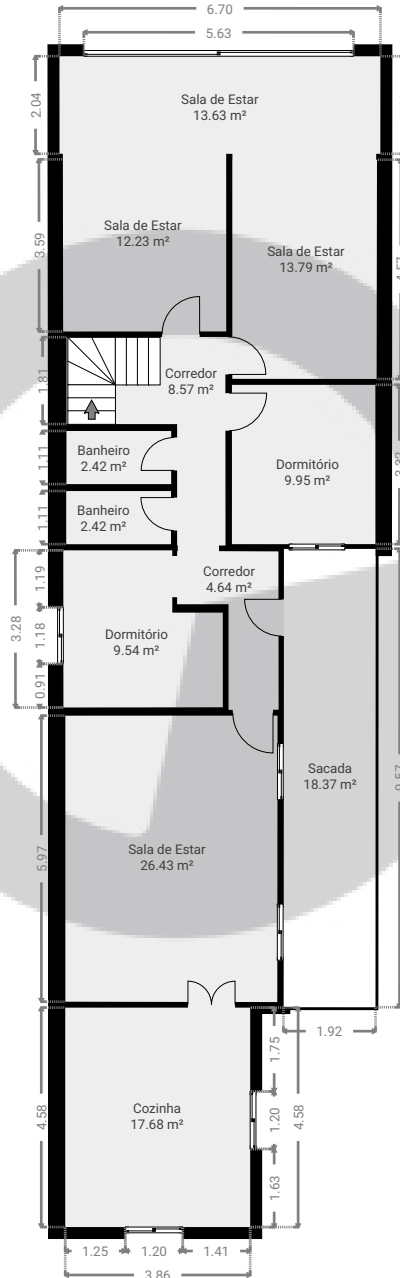 6.70
5.63
2.04
Sala de Estar
13.63 m²
3.59
Sala de Estar
12.23 m²
Sala de Estar
13.79 m²
1.81
Corredor
8.57 m²
1.11
Banheiro
2.42 m²
Dormitório
9.95 m²
1.11
Banheiro
2.42 m²
3.28
1.19
1.18
0.91
Corredor
4.64 m²
Dormitório
9.54 m²
Sacada
18.37 m²
5.97
Sala de Estar
26.43 m²
1.92
4.58
Cozinha
17.68 m²
1.75
1.20
1.63
4.58
1.25
1.20
1.41
3.86